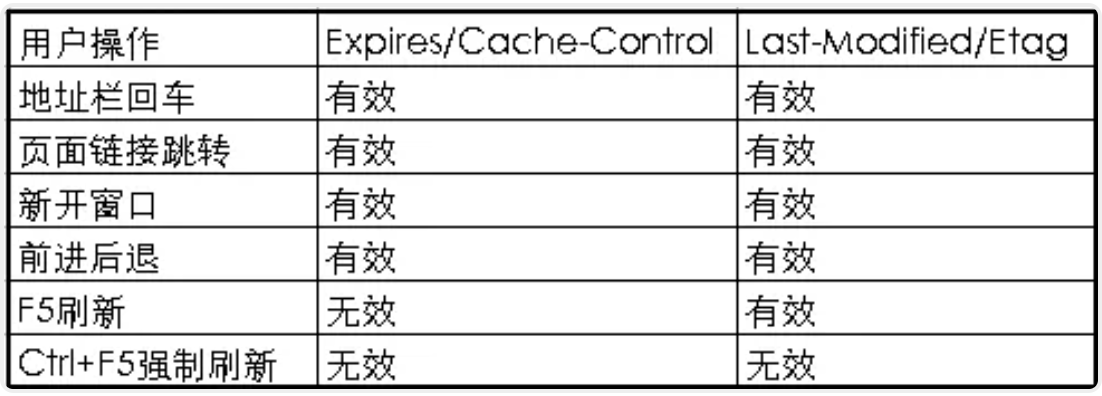 用户操作 Expires/Cache-Control Last-Modified/Etag
地址栏回车 有效 有效
页面链接跳转 有效 有效
新开窗口 有效 有效
前进后退 有效 有效
F5刷新 无效 有效
Ctrl+F5强制刷新 无效 无效